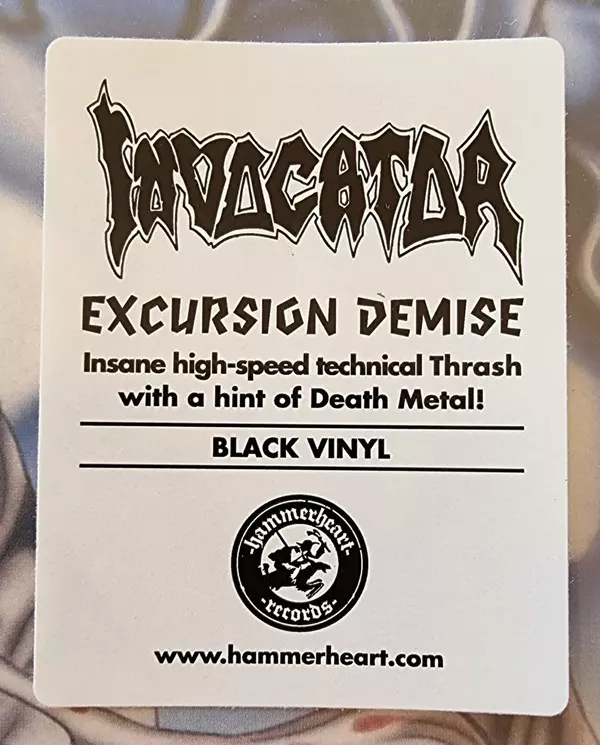 INVOCATOR
EXCURSION DEMISE
Insane high-speed technical Thrash
with a hint of Death Metal!
BLACK VINYL
hammerheart
-records-
www.hammerheart.com